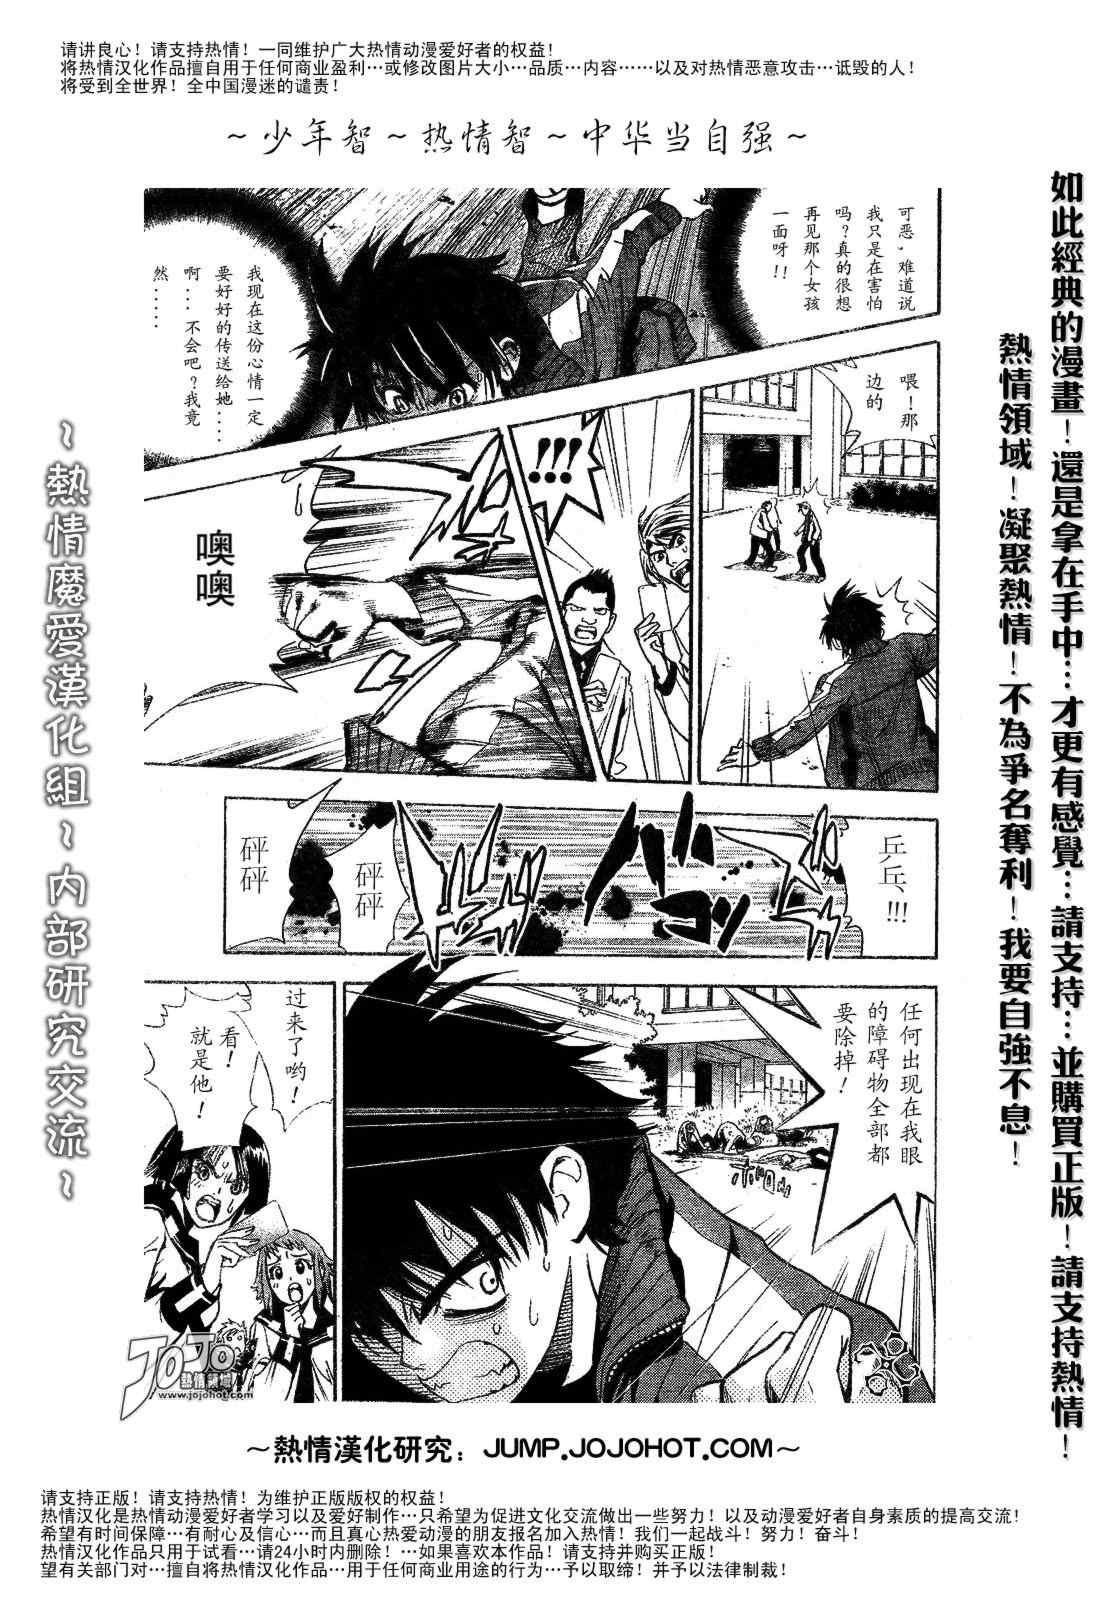 请讲良心！请支持热情！一同维护广大热情动漫爱好者的权益！
将热情汉化作品擅自用于任何商业盈利…或修改图片大小…品质…内容……以及对热情恶意攻击…诋毁的人！
将受到全世界！全中国漫迷的谴责！
～少年智～热情智～中华当自强～
如此經典的漫畫！還是拿在手中…才更有感覺…請支持…並購買正版！請支持熱情！
熱情領域！凝聚熱情！不為爭名奪利！我要自強不息！
～熱情魔愛漢化組～内部研究交流～
可恶，难道说
我只是在害怕
吗？真的很想
再见那个女孩
一面呀！！
我现在这份心情一定
要好好的传送给她....
啊...不会吧？我竟
然.....
喂！那
边的
!!!
噢噢
乒乓、!!!
バコッ
砰砰
砰砰
任何出现在我眼
的障碍物全部都
要除掉！
ボロロ
过来了哟！
看！
就是他！
JOJO
熱情領域
www.jojohot.com
～熱情漢化研究：JUMP.JOJOHOT.COM～
请支持正版！请支持热情！为维护正版版权的权益！
热情汉化是热情动漫爱好者学习以及爱好制作…只希望为促进文化交流做出一些努力！以及动漫爱好者自身素质的提高交流！
希望有时间保障…有耐心及信心…而且真心热爱动漫的朋友报名加入热情！我们一起战斗！努力！奋斗！
热情汉化作品只用于试看…请24小时内删除！…如果喜欢本作品！请支持并购买正版！
望有关部门对…擅自将热情汉化作品…用于任何商业用途的行为…予以取缔！并予以法律制裁！